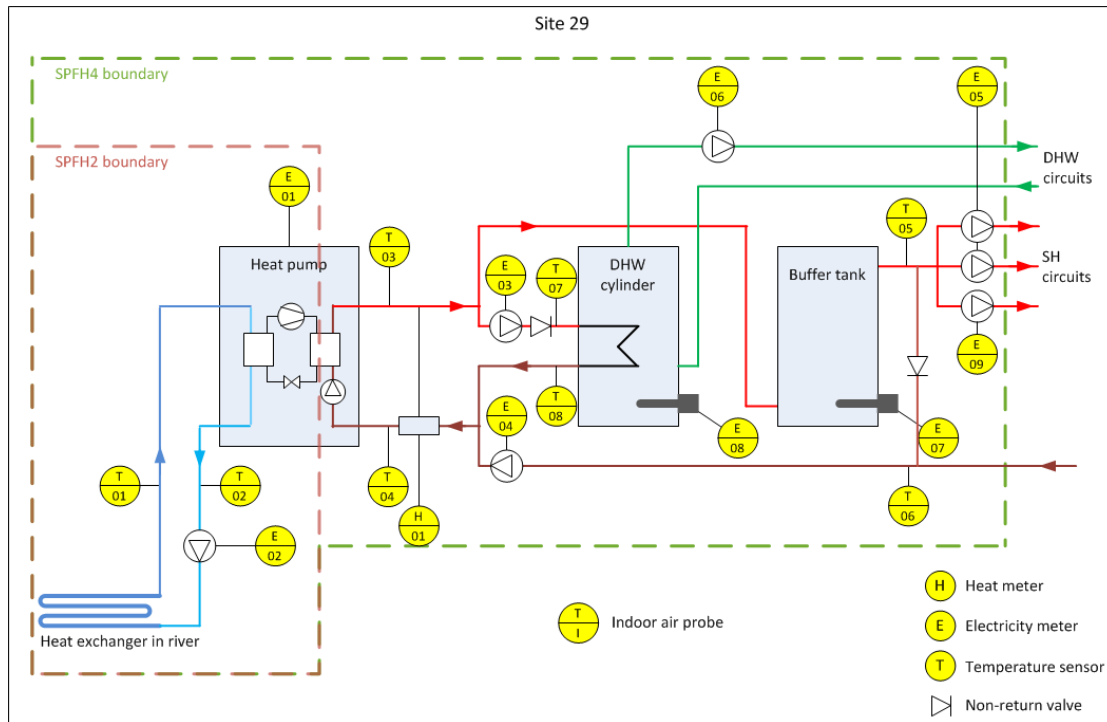 Site 29
SPFH4 boundary
SPFH2 boundary
E
06
E
05
DHW
circuits
E
01
T
03
Heat pump
E
03
T
07
DHW
cylinder
T
05
Buffer tank
SH
circuits
E
09
T
08
E
04
E
08
E
07
T
01
T
02
T
04
H
01
T
06
E
02
Heat exchanger in river
T
I
Indoor air probe
H
Heat meter
E
Electricity meter
T
Temperature sensor
Non-return valve